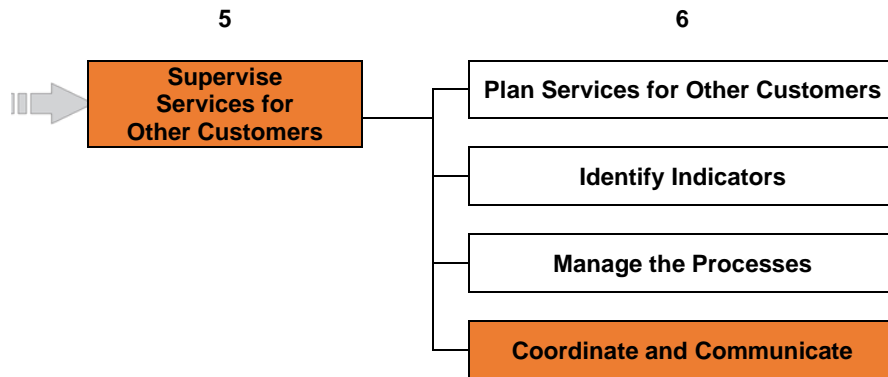 5
6
Supervise
Services for
Other Customers
Plan Services for Other Customers
Identify Indicators
Manage the Processes
Coordinate and Communicate